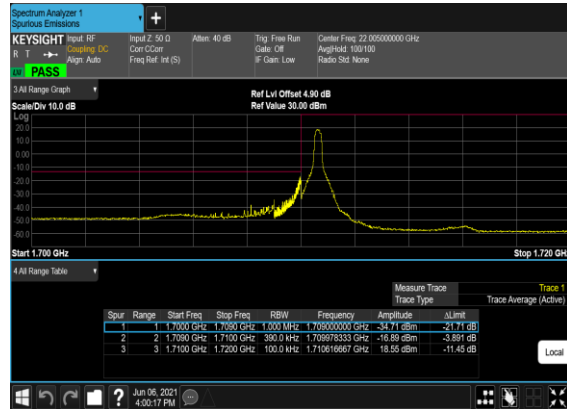 Spectrum Analyzer 1
Spurious Emissions
KEYSIGHT Input: RF Input Z: 50 Ω Atten: 40 dB Trig: Free Run Center Freq: 22.005000000 GHz
R T Coupling: DC Corr CCorr Gate: Off Avg|Hold: 100/100
Align: Auto Freq Ref: Int (S) IF Gain: Low Radio Std: None
PASS
3 All Range Graph
Ref Lvl Offset 4.90 dB
Scale/Div 10.0 dB Ref Value 30.00 dBm
Log
20.0
10.0
0.00
-10.0
-20.0
-30.0
-40.0
-50.0
-60.0
Start 1.700 GHz Stop 1.720 GHz
4 All Range Table
Measure Trace Trace 1
Trace Type Trace Average (Active)
Spur Range Start Freq Stop Freq RBW Frequency Amplitude ΔLimit
1 1 1.7000 GHz 1.7090 GHz 1.000 MHz 1.709000000 GHz -34.71 dBm -21.71 dB
2 2 1.7090 GHz 1.7100 GHz 390.0 kHz 1.709978333 GHz -16.89 dBm -3.891 dB
3 3 1.7100 GHz 1.7200 GHz 100.0 kHz 1.710616667 GHz 18.55 dBm -11.45 dB
Local
? Jun 06, 2021
4:00:17 PM